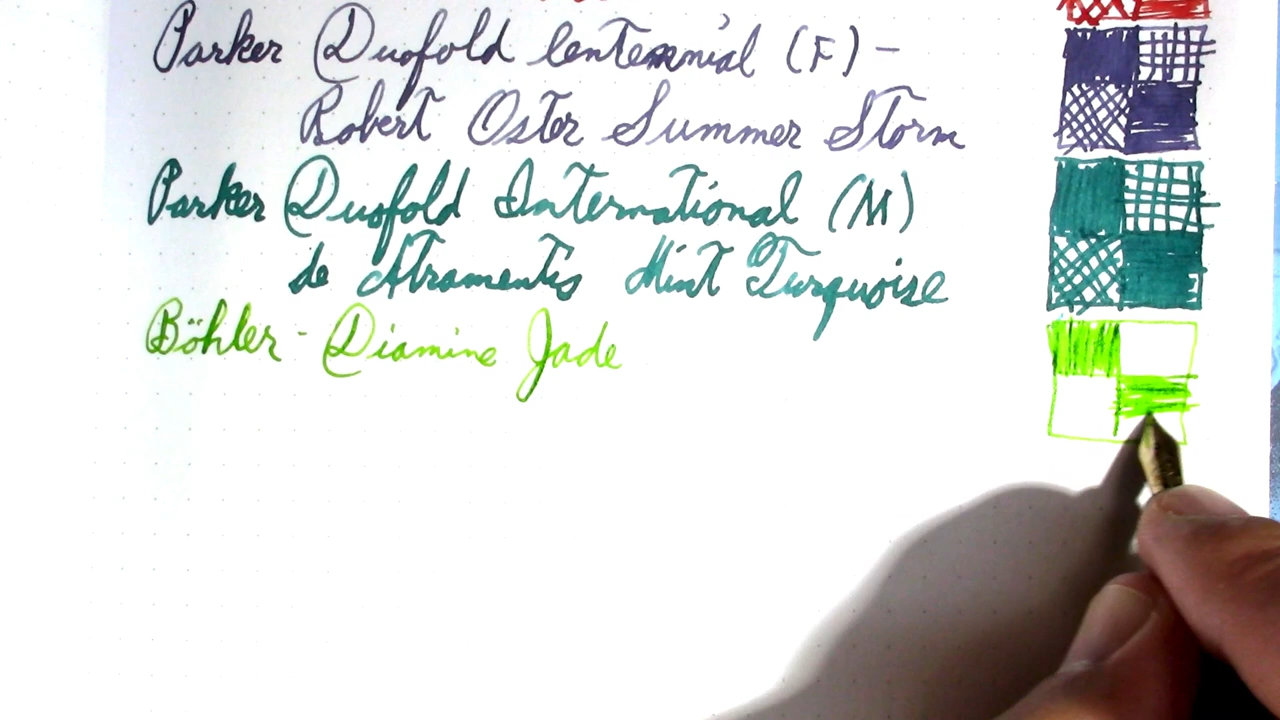 Parker Duofold Centennial (F) -
Robert Oster Summer Storm
Parker Duofold International (M)
de Atramentis Mint Turquoise
Böhler - Diamine Jade